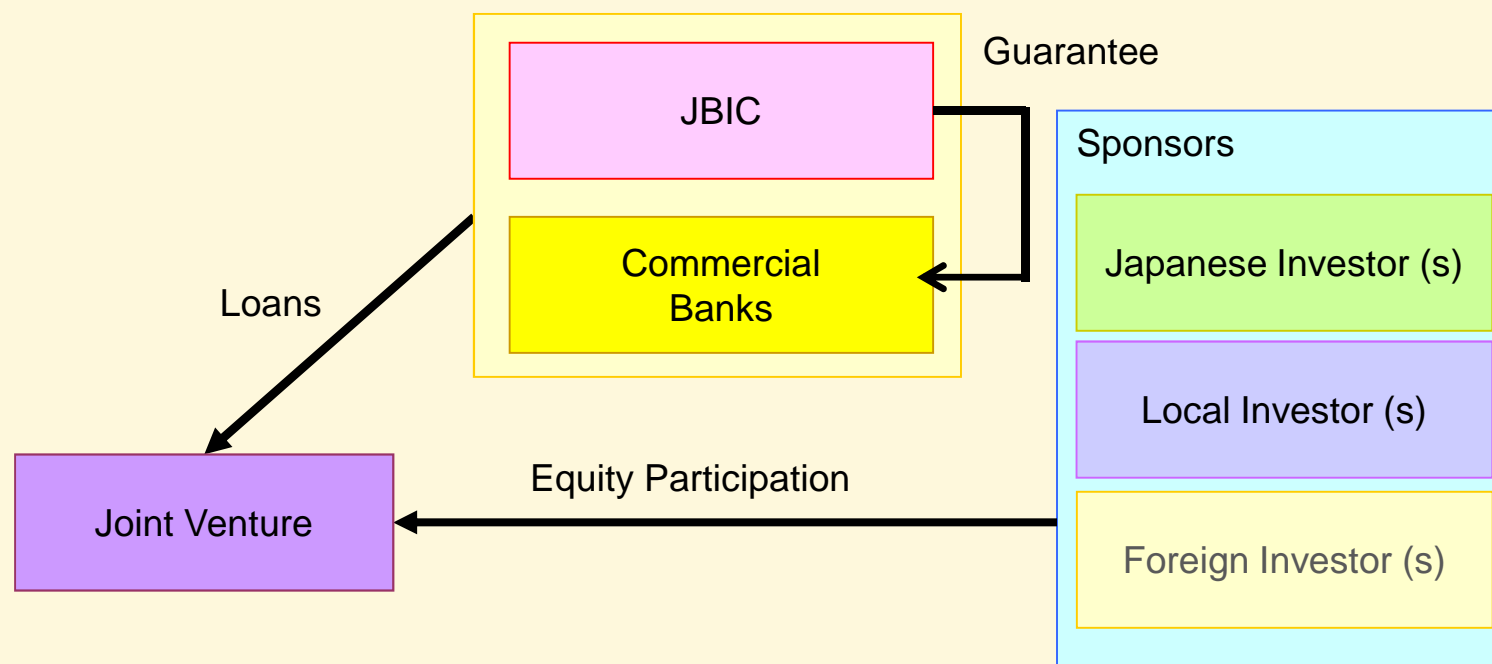 Guarantee
JBIC
Sponsors
Commercial
Banks
Japanese Investor (s)
Loans
Local Investor (s)
Equity Participation
Joint Venture
Foreign Investor (s)